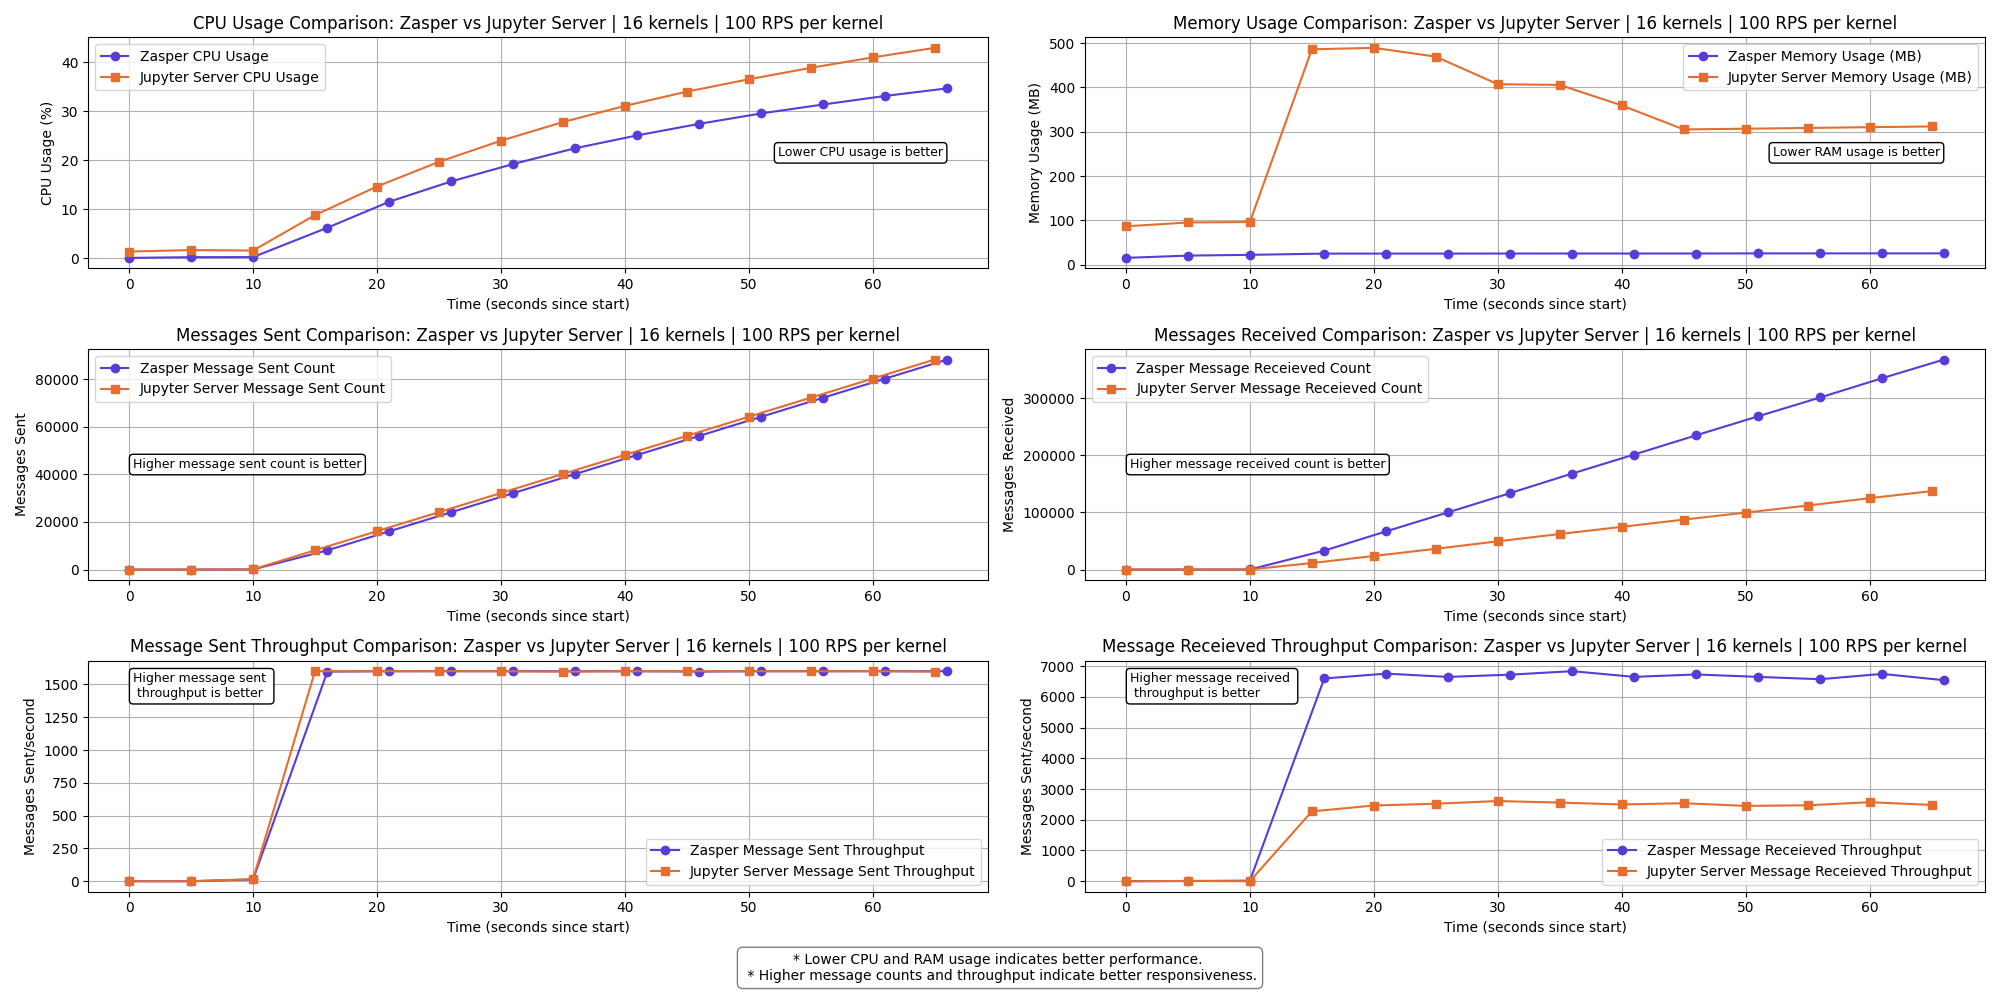 CPU Usage Comparison: Zasper vs Jupyter Server | 16 kernels | 100 RPS per kernel
Zasper CPU Usage
Jupyter Server CPU Usage
Lower CPU usage is better
CPU Usage (%)
40
30
20
10
0
0 10 20 30 40 50 60
Time (seconds since start)
Memory Usage Comparison: Zasper vs Jupyter Server | 16 kernels | 100 RPS per kernel
Zasper Memory Usage (MB)
Jupyter Server Memory Usage (MB)
Lower RAM usage is better
Memory Usage (MB)
500
400
300
200
100
0
0 10 20 30 40 50 60
Time (seconds since start)
Messages Sent Comparison: Zasper vs Jupyter Server | 16 kernels | 100 RPS per kernel
Zasper Message Sent Count
Jupyter Server Message Sent Count
Higher message sent count is better
Messages Sent
80000
60000
40000
20000
0
0 10 20 30 40 50 60
Time (seconds since start)
Messages Received Comparison: Zasper vs Jupyter Server | 16 kernels | 100 RPS per kernel
Zasper Message Receieved Count
Jupyter Server Message Receieved Count
Higher message received count is better
Messages Received
300000
200000
100000
0
0 10 20 30 40 50 60
Time (seconds since start)
Message Sent Throughput Comparison: Zasper vs Jupyter Server | 16 kernels | 100 RPS per kernel
Higher message sent
throughput is better
Messages Sent/second
1500
1250
1000
750
500
250
0
Zasper Message Sent Throughput
Jupyter Server Message Sent Throughput
0 10 20 30 40 50 60
Time (seconds since start)
Message Receieved Throughput Comparison: Zasper vs Jupyter Server | 16 kernels | 100 RPS per kernel
Higher message received
throughput is better
Messages Sent/second
7000
6000
5000
4000
3000
2000
1000
0
Zasper Message Receieved Throughput
Jupyter Server Message Receieved Throughput
0 10 20 30 40 50 60
Time (seconds since start)
* Lower CPU and RAM usage indicates better performance.
* Higher message counts and throughput indicate better responsiveness.